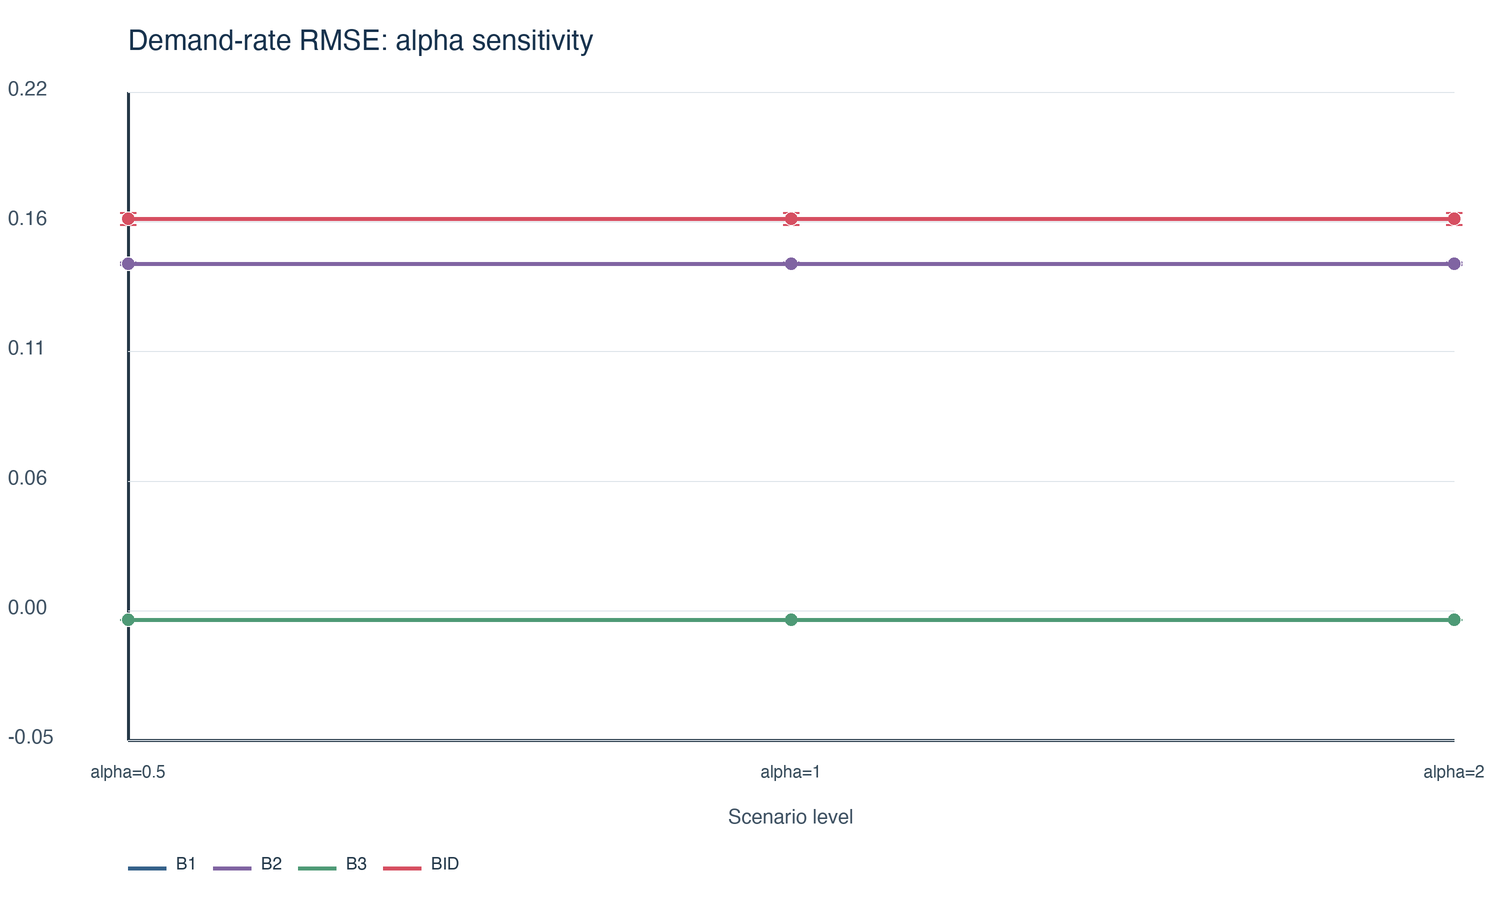 Demand-rate RMSE: alpha sensitivity
0.22
0.16
0.11
0.06
0.00
-0.05
alpha=0.5 alpha=1 alpha=2
Scenario level
B1 B2 B3 BID